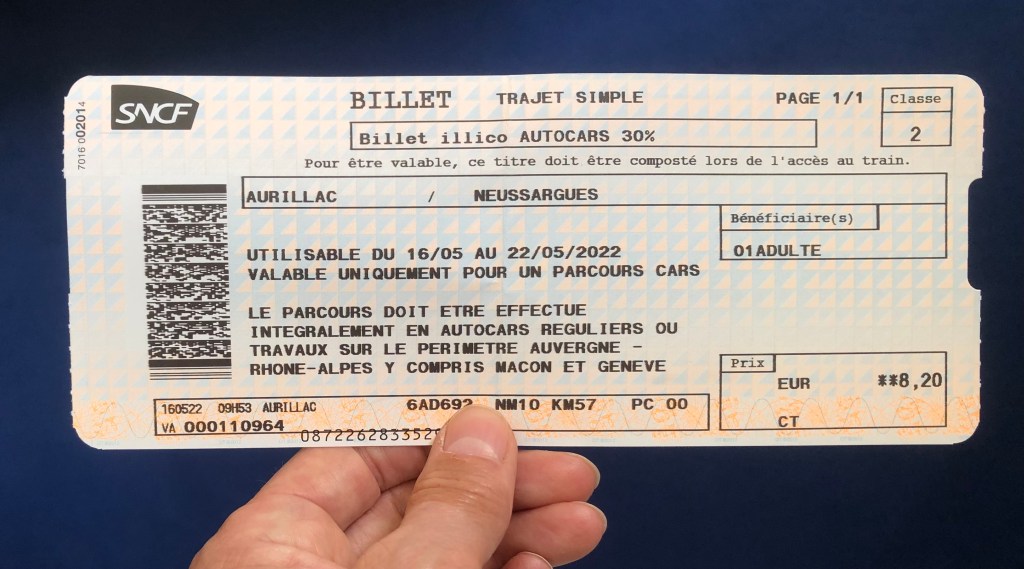 7016 002014
SNCF
BILLET TRAJET SIMPLE PAGE 1/1
Classe
2
Billet illico AUTOCARS 30%
Pour être valable, ce titre doit être composté lors de l'accès au train.
AURILLAC / NEUSSARGUES
Bénéficiaire(s)
01ADULTE
UTILISABLE DU 16/05 AU 22/05/2022
VALABLE UNIQUEMENT POUR UN PARCOURS CARS
LE PARCOURS DOIT ETRE EFFECTUE
INTEGRALEMENT EN AUTOCARS REGULIERS OU
TRAVAUX SUR LE PERIMETRE AUVERGNE -
RHONE-ALPES Y COMPRIS MACON ET GENEVE
Prix
EUR **8,20
CT
160522 09H53 AURILLAC 6AD692 NM10 KM57 PC 00
VA 000110964